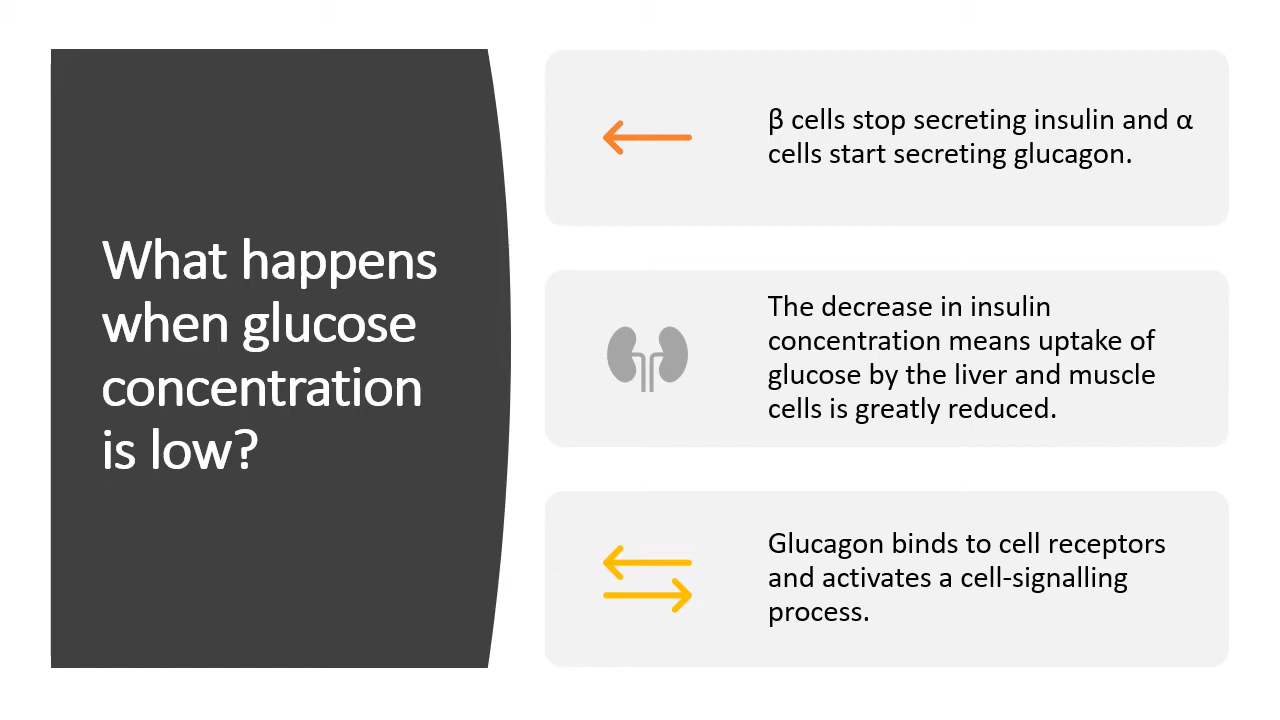 What happens
when glucose
concentration
is low?
β cells stop secreting insulin and α
cells start secreting glucagon.
The decrease in insulin
concentration means uptake of
glucose by the liver and muscle
cells is greatly reduced.
Glucagon binds to cell receptors
and activates a cell-signalling
process.